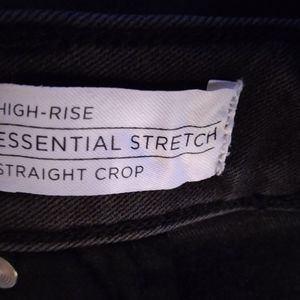 HIGH-RISE
ESSENTIAL STRETCH
STRAIGHT CROP